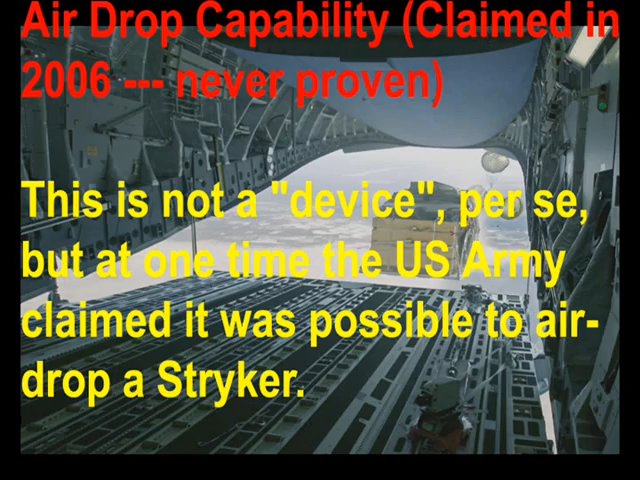 Air Drop Capability (Claimed in
2006 --- never proven)
This is not a "device", per se,
but at one time the US Army
claimed it was possible to air-
drop a Stryker.